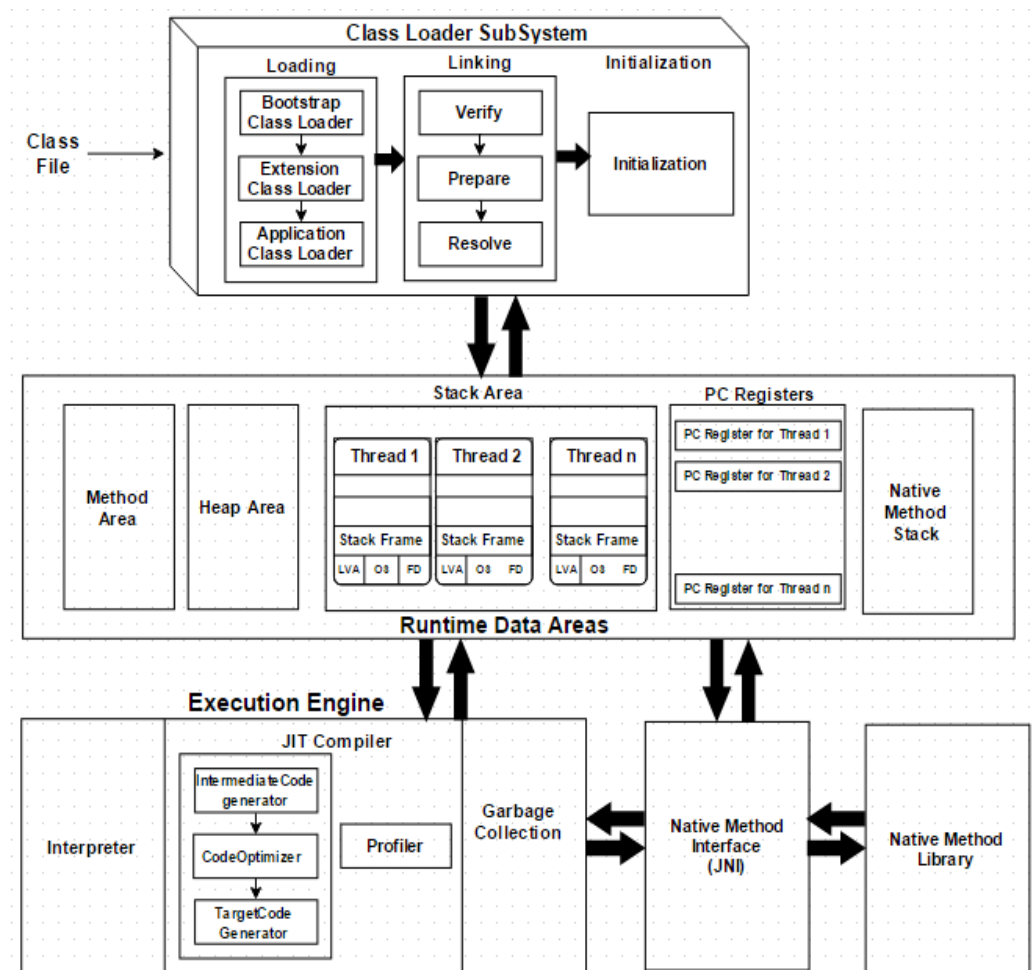 Class Loader SubSystem
Loading
Linking
Initialization
Class
File
Bootstrap
Class Loader
Extension
Class Loader
Application
Class Loader
Verify
Prepare
Resolve
Initialization
Stack Area
PC Registers
Method
Area
Heap Area
Thread 1
Stack Frame
LVA
OS
FD
Thread 2
Stack Frame
LVA
OS
FD
Thread n
Stack Frame
LVA
OS
FD
PC Register for Thread 1
PC Register for Thread 2
PC Register for Thread n
Native
Method
Stack
Runtime Data Areas
Execution Engine
Interpreter
JIT Compiler
IntermediateCode
generator
CodeOptimizer
TargetCode
Generator
Profiler
Garbage
Collection
Native Method
Interface
(JNI)
Native Method
Library